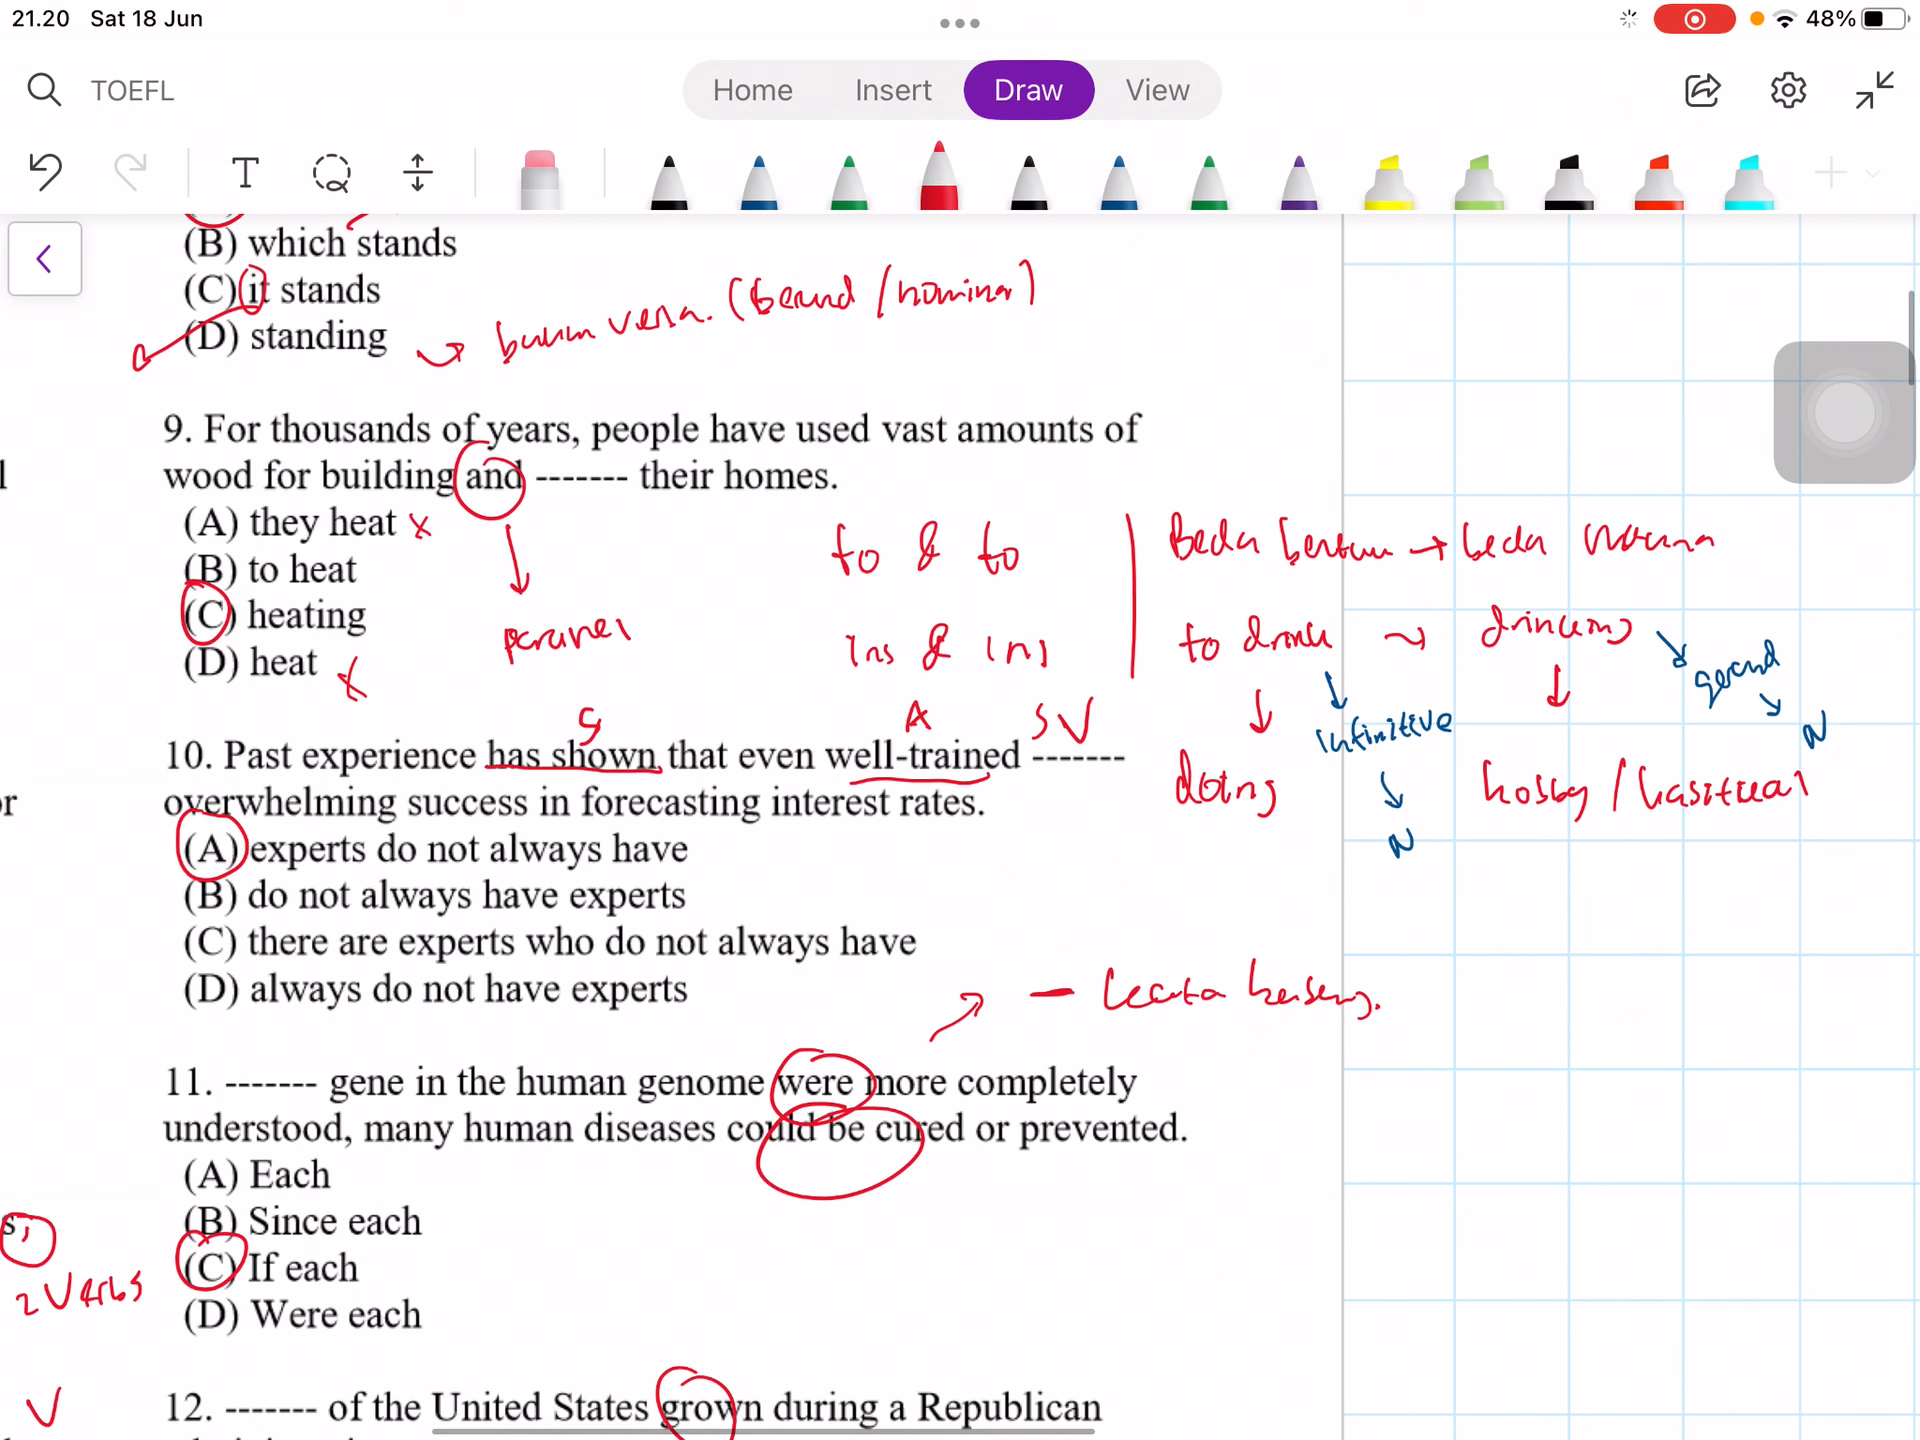 21.20 Sat 18 Jun
48%
TOEFL
Home Insert Draw View
T
(B) which stands
(C) it stands
(D) standing
bukan verb. (Gerund / nomina)
9. For thousands of years, people have used vast amounts of
wood for building and ------- their homes.
(A) they heat x
(B) to heat
(C) heating
(D) heat x
paralel
to & to
ing & ing
Beda bentuk → beda makna
to drink
drinking
infinitive
N
gerund
N
doing
hobby / habitual
S
A
S V
10. Past experience has shown that even well-trained -------
overwhelming success in forecasting interest rates.
(A) experts do not always have
(B) do not always have experts
(C) there are experts who do not always have
(D) always do not have experts
11. ------- gene in the human genome were more completely
understood, many human diseases could be cured or prevented.
(A) Each
(B) Since each
(C) If each
(D) Were each
2 Verbs
V
12. ------- of the United States grown during a Republican